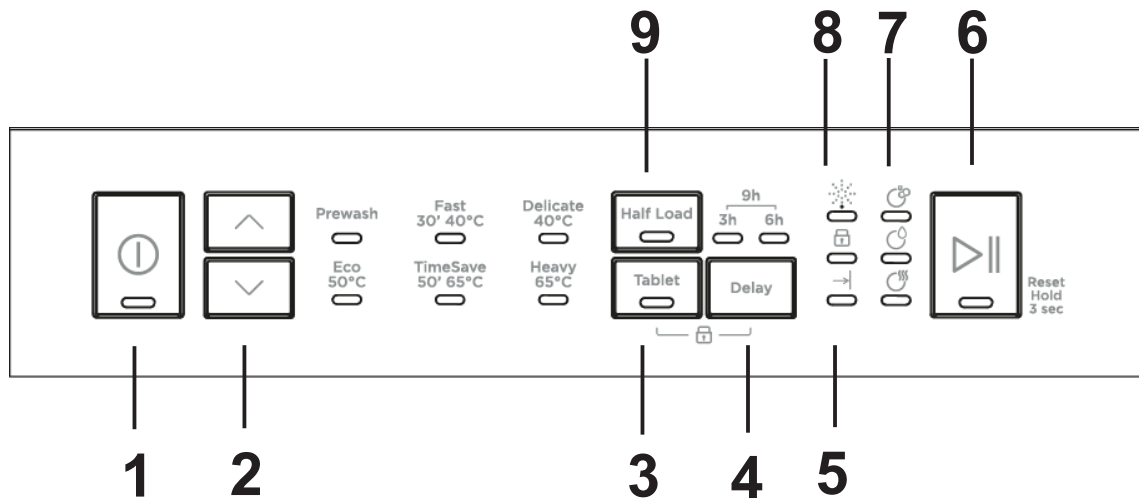 9
8
7
6
Prewash
Fast
30' 40°C
Delicate
40°C
Half Load
9h
3h
6h
Eco
50°C
TimeSave
50' 65°C
Heavy
65°C
Tablet
Delay
Reset
Hold
3 sec
1
2
3
4
5